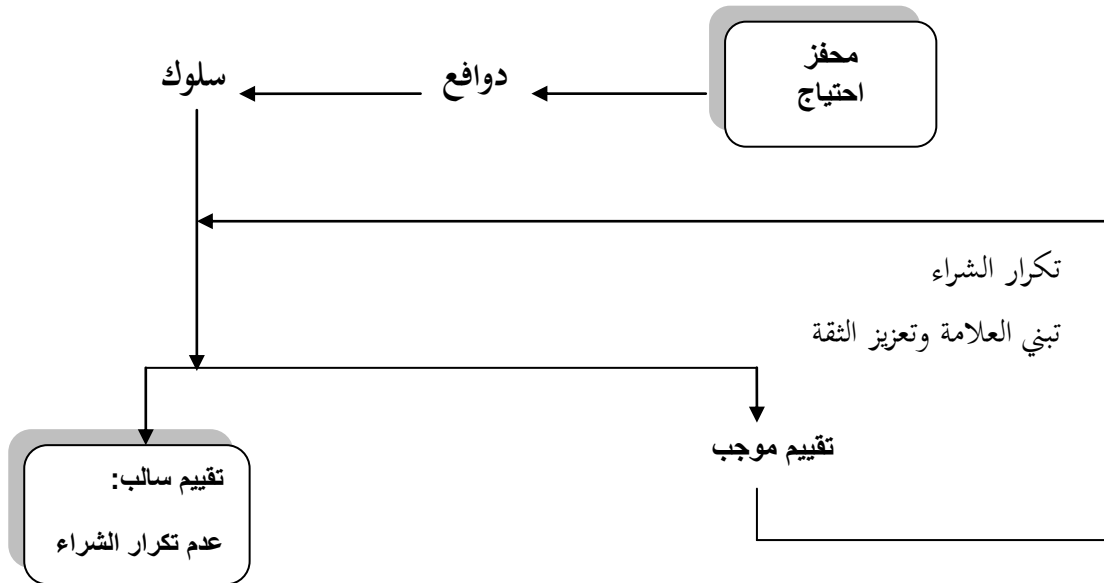 محفز
احتياج
دوافع
سلوك
تكرار الشراء
تبني العلامة وتعزيز الثقة
تقييم موجب
تقييم سالب:
عدم تكرار الشراء